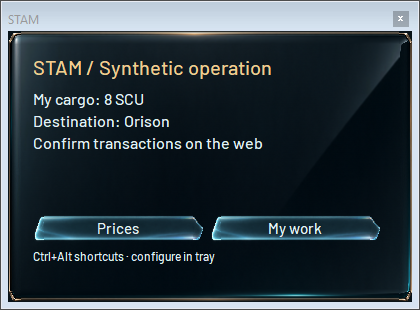 STAM
x
STAM / Synthetic operation
My cargo: 8 SCU
Destination: Orison
Confirm transactions on the web
Prices
My work
Ctrl+Alt shortcuts · configure in tray